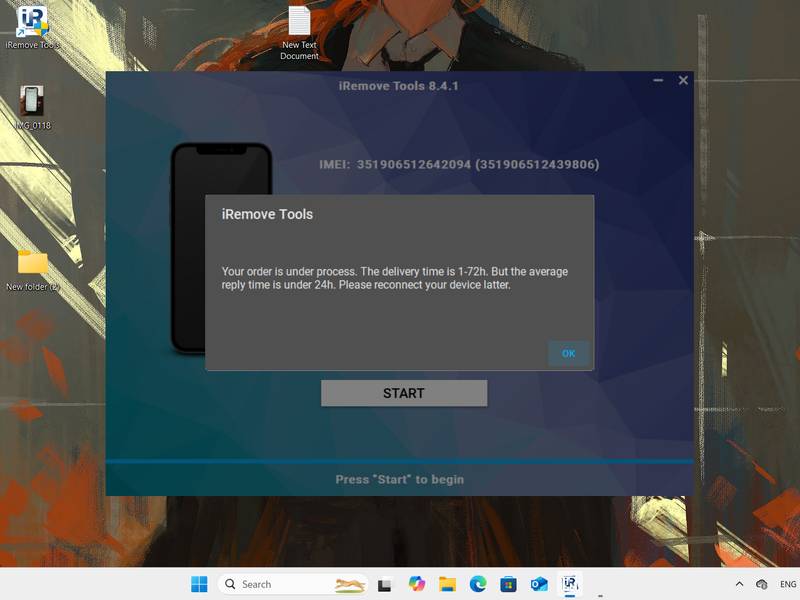 iRemove Tools
New Text
Document
IMG_0118
New folder (2)
iRemove Tools 8.4.1
IMEI: 351906512642094 (351906512439806)
iRemove Tools
Your order is under process. The delivery time is 1-72h. But the average
reply time is under 24h. Please reconnect your device latter.
OK
START
Press "Start" to begin
Search
ENG